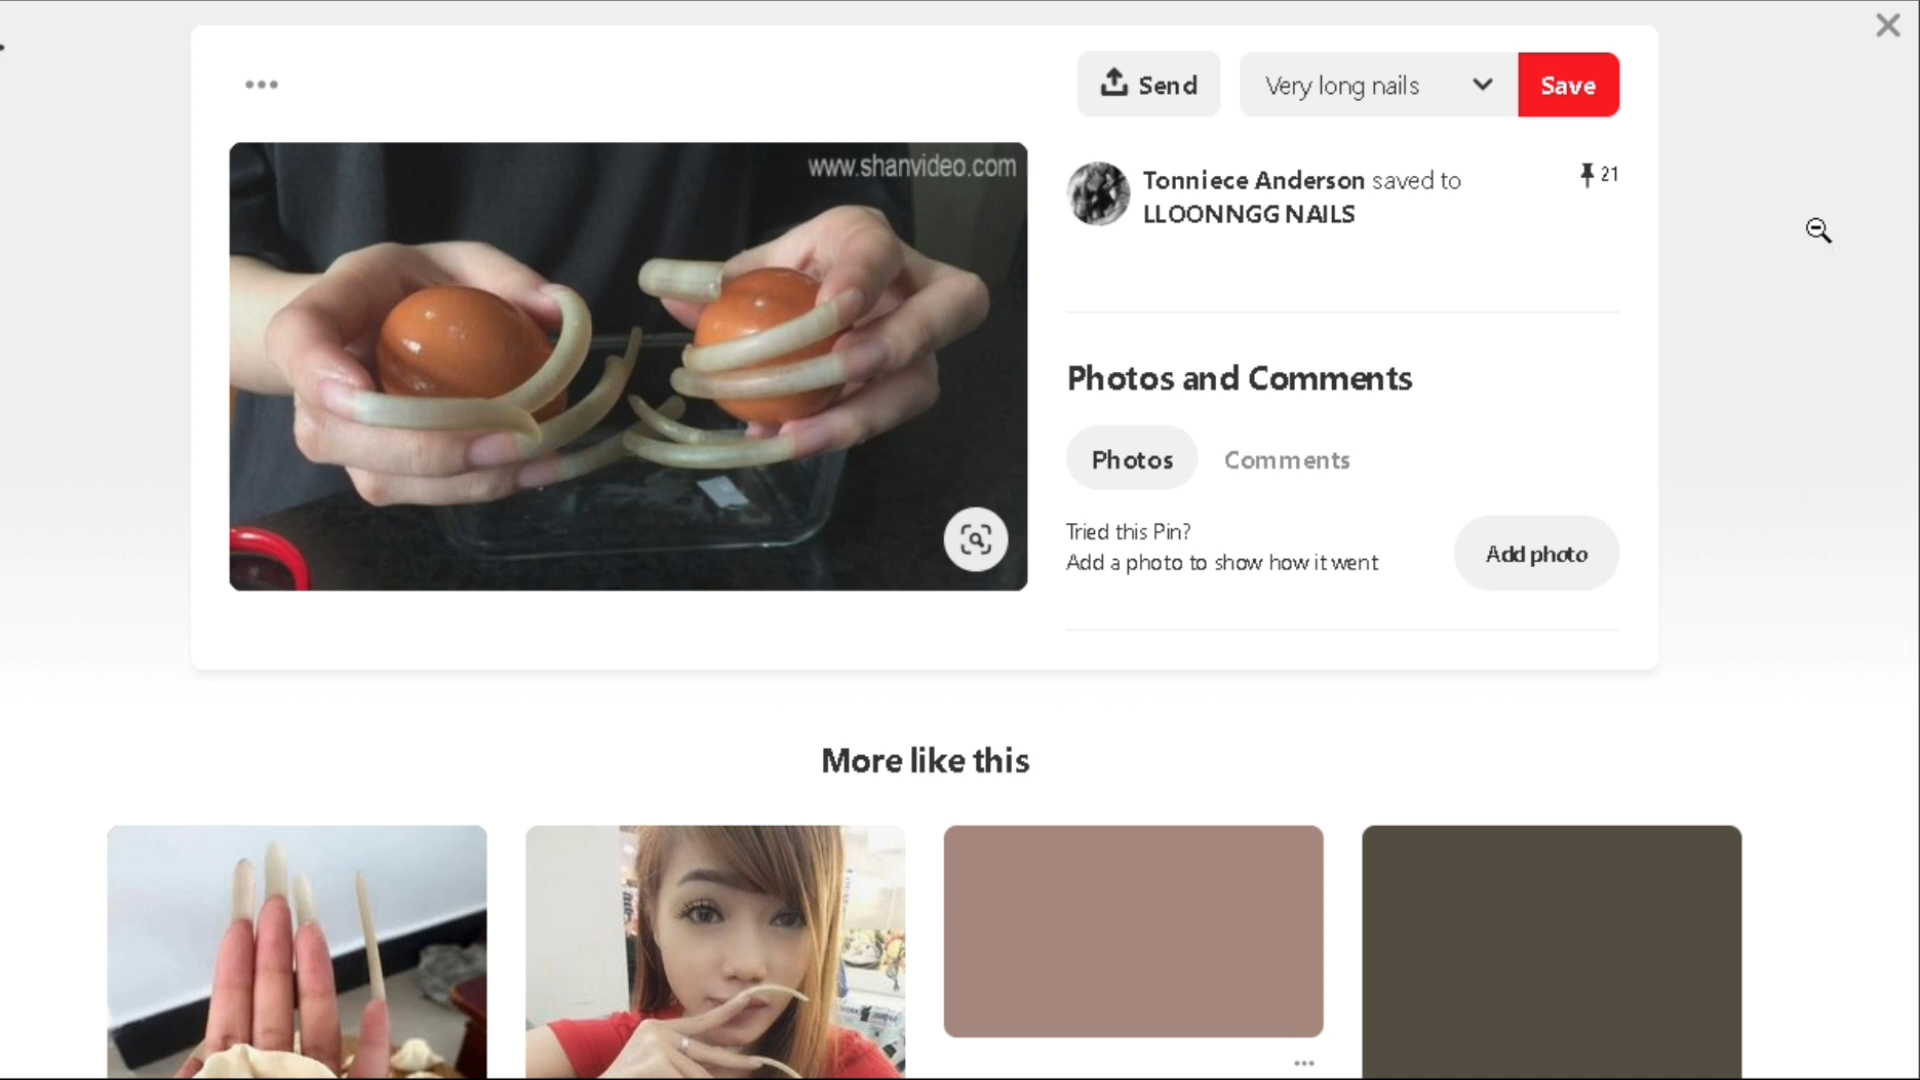 Send
Very long nails
Save
www.shanvideo.com
Tonniece Anderson saved to
LLOONNGG NAILS
21
Photos and Comments
Photos
Comments
Tried this Pin?
Add a photo to show how it went
Add photo
More like this